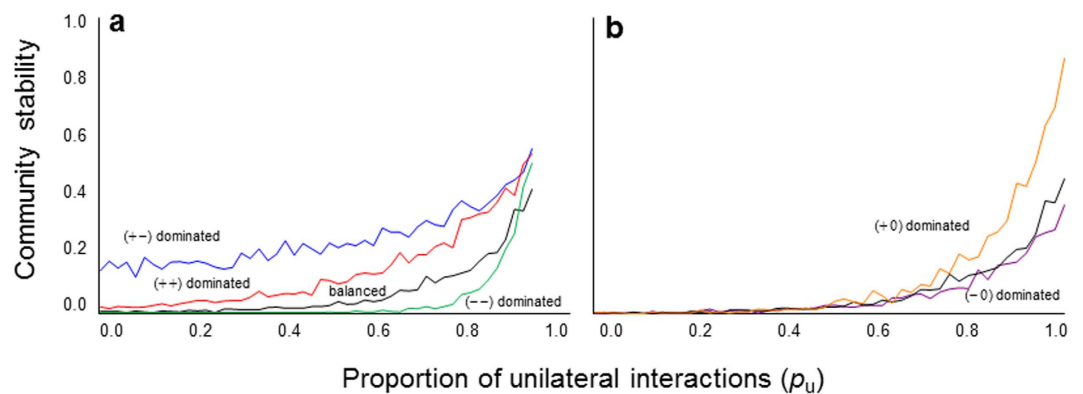 a
b
Community stability
1.0
0.8
0.6
0.4
0.2
0.0
(+−) dominated
(++) dominated
balanced
(−−) dominated
(+0) dominated
(−0) dominated
0.0 0.2 0.4 0.6 0.8 1.0
0.0 0.2 0.4 0.6 0.8 1.0
Proportion of unilateral interactions (pu)